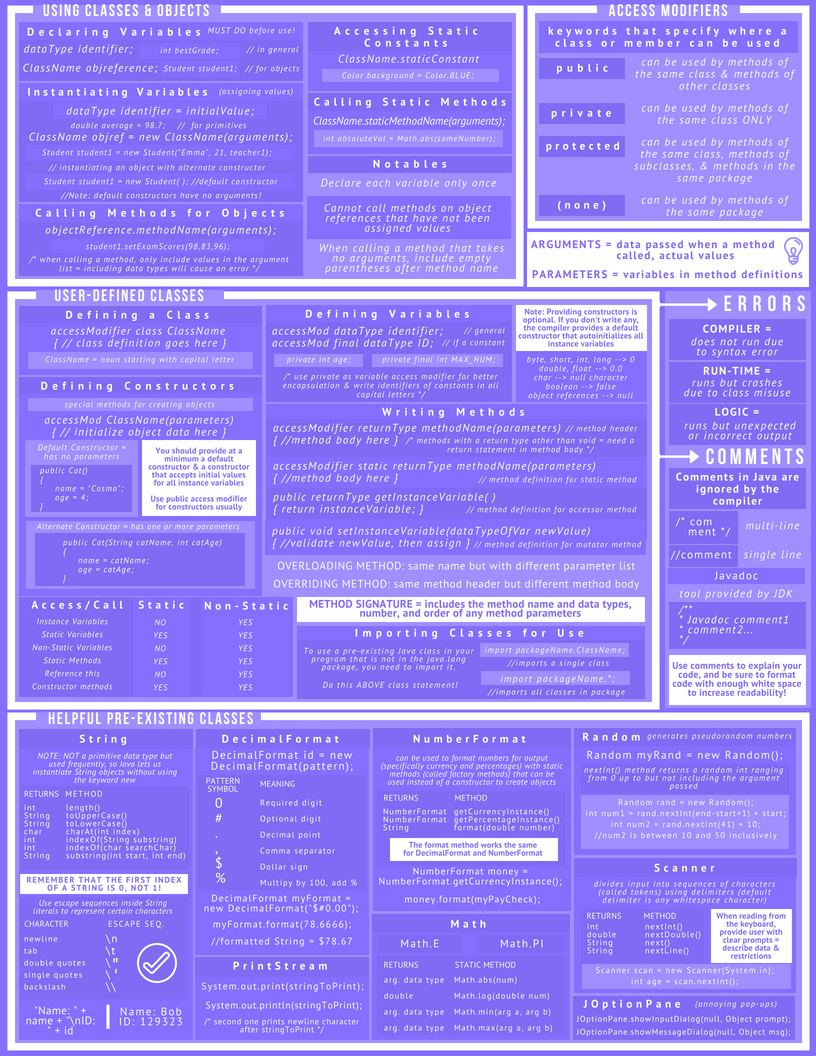 USING CLASSES & OBJECTS
Declaring Variables MUST DO before use!
dataType identifier; int bestGrade; // in general
ClassName objreference; Student student1; // for objects
Instantiating Variables (assigning values)
dataType identifier = initialValue;
double average = 98.7; // for primitives
ClassName objref = new ClassName(arguments);
Student student1 = new Student("Emma", 21, teacher1);
// instantiating an object with alternate constructor
Student student1 = new Student( ); //default constructor
//Note: default constructors have no arguments!
Calling Methods for Objects
objectReference.methodName(arguments);
student1.setExamScores(98,83,96);
/* when calling a method, only include values in the argument
list = including data types will cause an error */
Accessing Static
Constants
ClassName.staticConstant
Color background = Color.BLUE;
Calling Static Methods
ClassName.staticMethodName(arguments);
int absoluteVal = Math.abs(someNumber);
Notables
Declare each variable only once
Cannot call methods on object
references that have not been
assigned values
When calling a method that takes
no arguments, include empty
parentheses after method name
ACCESS MODIFIERS
keywords that specify where a
class or member can be used
public
can be used by methods of
the same class & methods of
other classes
private
can be used by methods of
the same class ONLY
protected
can be used by methods of
the same class, methods of
subclasses, & methods in the
same package
(none)
can be used by methods of
the same package
ARGUMENTS = data passed when a method
called, actual values
PARAMETERS = variables in method definitions
USER-DEFINED CLASSES
Defining a Class
accessModifier class ClassName
{ // class definition goes here }
ClassName = noun starting with capital letter
Defining Constructors
special methods for creating objects
accessMod ClassName(parameters)
{ // initialize object data here }
Default Constructor =
has no parameters
public Cat()
{
name = "Cosmo";
age = 4;
}
You should provide at a
minimum a default
constructor & a constructor
that accepts initial values
for all instance variables
Use public access modifier
for constructors usually
Alternate Constructor = has one or more parameters
public Cat(String catName, int catAge)
{
name = catName;
age = catAge;
}
Access/Call Static Non-Static
Instance Variables NO YES
Static Variables YES YES
Non-Static Variables NO YES
Static Methods YES YES
Reference this NO YES
Constructor methods YES YES
Defining Variables
accessMod dataType identifier; // general
accessMod final dataType ID; // if a constant
private int age; private final int MAX_NUM;
/* use private as variable access modifier for better
encapsulation & write identifiers of constants in all
capital letters */
Note: Providing constructors is
optional. If you don't write any,
the compiler provides a default
constructor that autoinitializes all
instance variables
byte, short, int, long --> 0
double, float --> 0.0
char --> null character
boolean --> false
object references --> null
Writing Methods
accessModifier returnType methodName(parameters) // method header
{ //method body here } /* methods with a return type other than void = need a
return statement in method body */
accessModifier static returnType methodName(parameters)
{ //method body here } // method definition for static method
public returnType getInstanceVariable( )
{ return instanceVariable; } // method definition for accessor method
public void setInstanceVariable(dataTypeOfVar newValue)
{ //validate newValue, then assign } // method definition for mutator method
OVERLOADING METHOD: same name but with different parameter list
OVERRIDING METHOD: same method header but different method body
METHOD SIGNATURE = includes the method name and data types,
number, and order of any method parameters
Importing Classes for Use
To use a pre-existing Java class in your
program that is not in the java.lang
package, you need to import it.
Do this ABOVE class statement!
import packageName.ClassName;
//imports a single class
import packageName.*;
//imports all classes in package
ERRORS
COMPILER =
does not run due
to syntax error
RUN-TIME =
runs but crashes
due to class misuse
LOGIC =
runs but unexpected
or incorrect output
COMMENTS
Comments in Java are
ignored by the
compiler
/* com
ment */
multi-line
//comment single line
Javadoc
tool provided by JDK
/**
* Javadoc comment1
* comment2...
*/
Use comments to explain your
code, and be sure to format
code with enough white space
to increase readability!
HELPFUL PRE-EXISTING CLASSES
String
NOTE: NOT a primitive data type but
used frequently, so Java lets us
instantiate String objects without using
the keyword new
RETURNS METHOD
int length()
String toUpperCase()
String toLowerCase()
char charAt(int index)
int indexOf(String substring)
int indexOf(char searchChar)
String substring(int start, int end)
REMEMBER THAT THE FIRST INDEX
OF A STRING IS 0, NOT 1!
Use escape sequences inside String
literals to represent certain characters
CHARACTER ESCAPE SEQ.
newline \n
tab \t
double quotes \"
single quotes \'
backslash \\
"Name: " +
name + "\nID:
" + id
Name: Bob
ID: 129323
DecimalFormat
DecimalFormat id = new
DecimalFormat(pattern);
PATTERN
SYMBOL
MEANING
0 Required digit
# Optional digit
. Decimal point
, Comma separator
$ Dollar sign
% Multipy by 100, add %
DecimalFormat myFormat =
new DecimalFormat("$#0.00");
myFormat.format(78.6666);
//formatted String = $78.67
PrintStream
System.out.print(stringToPrint);
System.out.println(stringToPrint);
/* second one prints newline character
after stringToPrint */
NumberFormat
can be used to format numbers for output
(specifically currency and percentages) with static
methods (called factory methods) that can be
used instead of a constructor to create objects
RETURNS METHOD
NumberFormat getCurrencyInstance()
NumberFormat getPercentageInstance()
String format(double number)
The format method works the same
for DecimalFormat and NumberFormat
NumberFormat money =
NumberFormat.getCurrencyInstance();
money.format(myPayCheck);
Math
Math.E Math.PI
RETURNS STATIC METHOD
arg. data type Math.abs(num)
double Math.log(double num)
arg. data type Math.min(arg a, arg b)
arg. data type Math.max(arg a, arg b)
Random generates pseudorandom numbers
Random myRand = new Random();
nextInt() method returns a random int ranging
from 0 up to but not including the argument
passed
Random rand = new Random();
int num1 = rand.nextInt(end-start+1) + start;
int num2 = rand.nextInt(41) + 10;
//num2 is between 10 and 50 inclusively
Scanner
divides input into sequences of characters
(called tokens) using delimiters (default
delimiter is any whitespace character)
RETURNS METHOD
int nextInt()
double nextDouble()
String next()
String nextLine()
When reading from
the keyboard,
provide user with
clear prompts =
describe data &
restrictions
Scanner scan = new Scanner(System.in);
int age = scan.nextInt();
JOptionPane (annoying pop-ups)
JOptionPane.showInputDialog(null, Object prompt);
JOptionPane.showMessageDialog(null, Object msg);